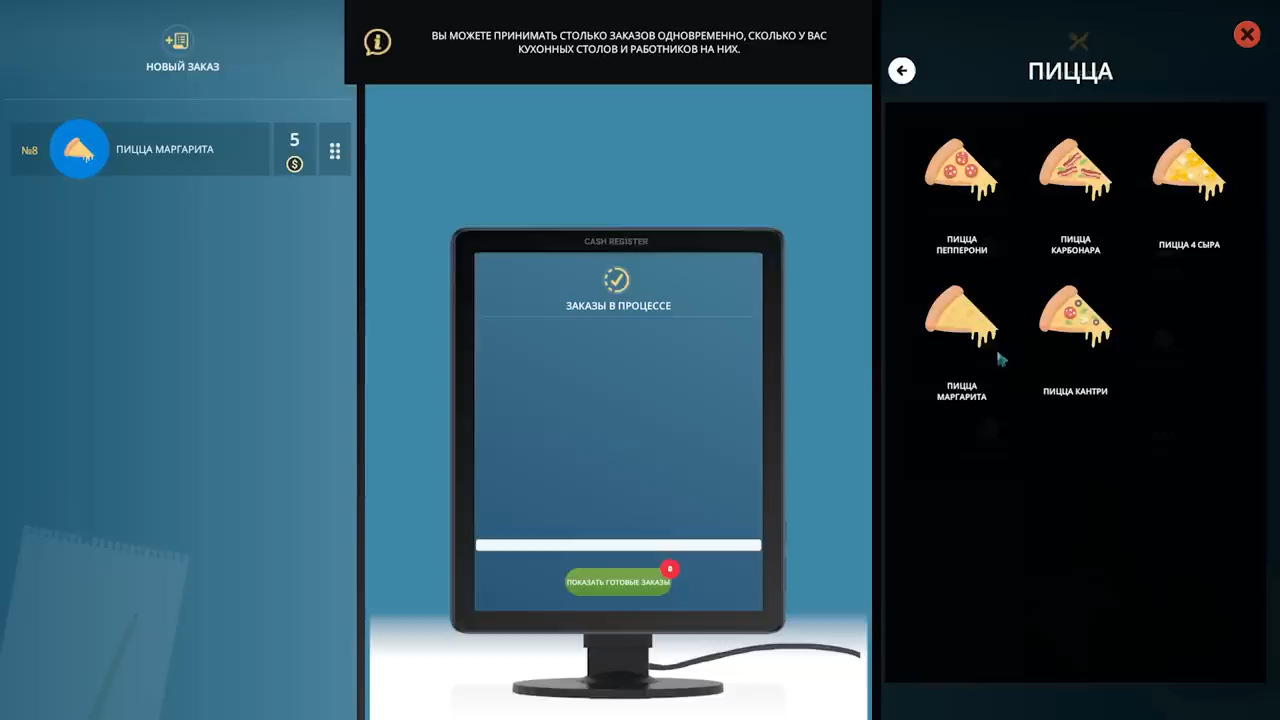 НОВЫЙ ЗАКАЗ
№8
ПИЦЦА МАРГАРИТА
5
ВЫ МОЖЕТЕ ПРИНИМАТЬ СТОЛЬКО ЗАКАЗОВ ОДНОВРЕМЕННО, СКОЛЬКО У ВАС
КУХОННЫХ СТОЛОВ И РАБОТНИКОВ НА НИХ.
CASH REGISTER
ЗАКАЗЫ В ПРОЦЕССЕ
0
ПОКАЗАТЬ ГОТОВЫЕ ЗАКАЗЫ
ПИЦЦА
ПИЦЦА
ПЕППЕРОНИ
ПИЦЦА
КАРБОНАРА
ПИЦЦА 4 СЫРА
ПИЦЦА
МАРГАРИТА
ПИЦЦА КАНТРИ